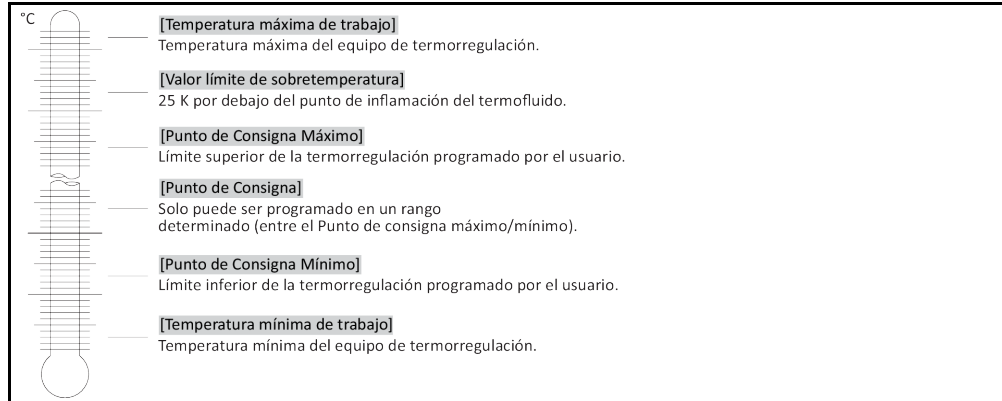 °C
[Temperatura máxima de trabajo]
Temperatura máxima del equipo de termorregulación.
[Valor límite de sobretemperatura]
25 K por debajo del punto de inflamación del termofluido.
[Punto de Consigna Máximo]
Límite superior de la termorregulación programado por el usuario.
[Punto de Consigna]
Solo puede ser programado en un rango
determinado (entre el Punto de consigna máximo/mínimo).
[Punto de Consigna Mínimo]
Límite inferior de la termorregulación programado por el usuario.
[Temperatura mínima de trabajo]
Temperatura mínima del equipo de termorregulación.